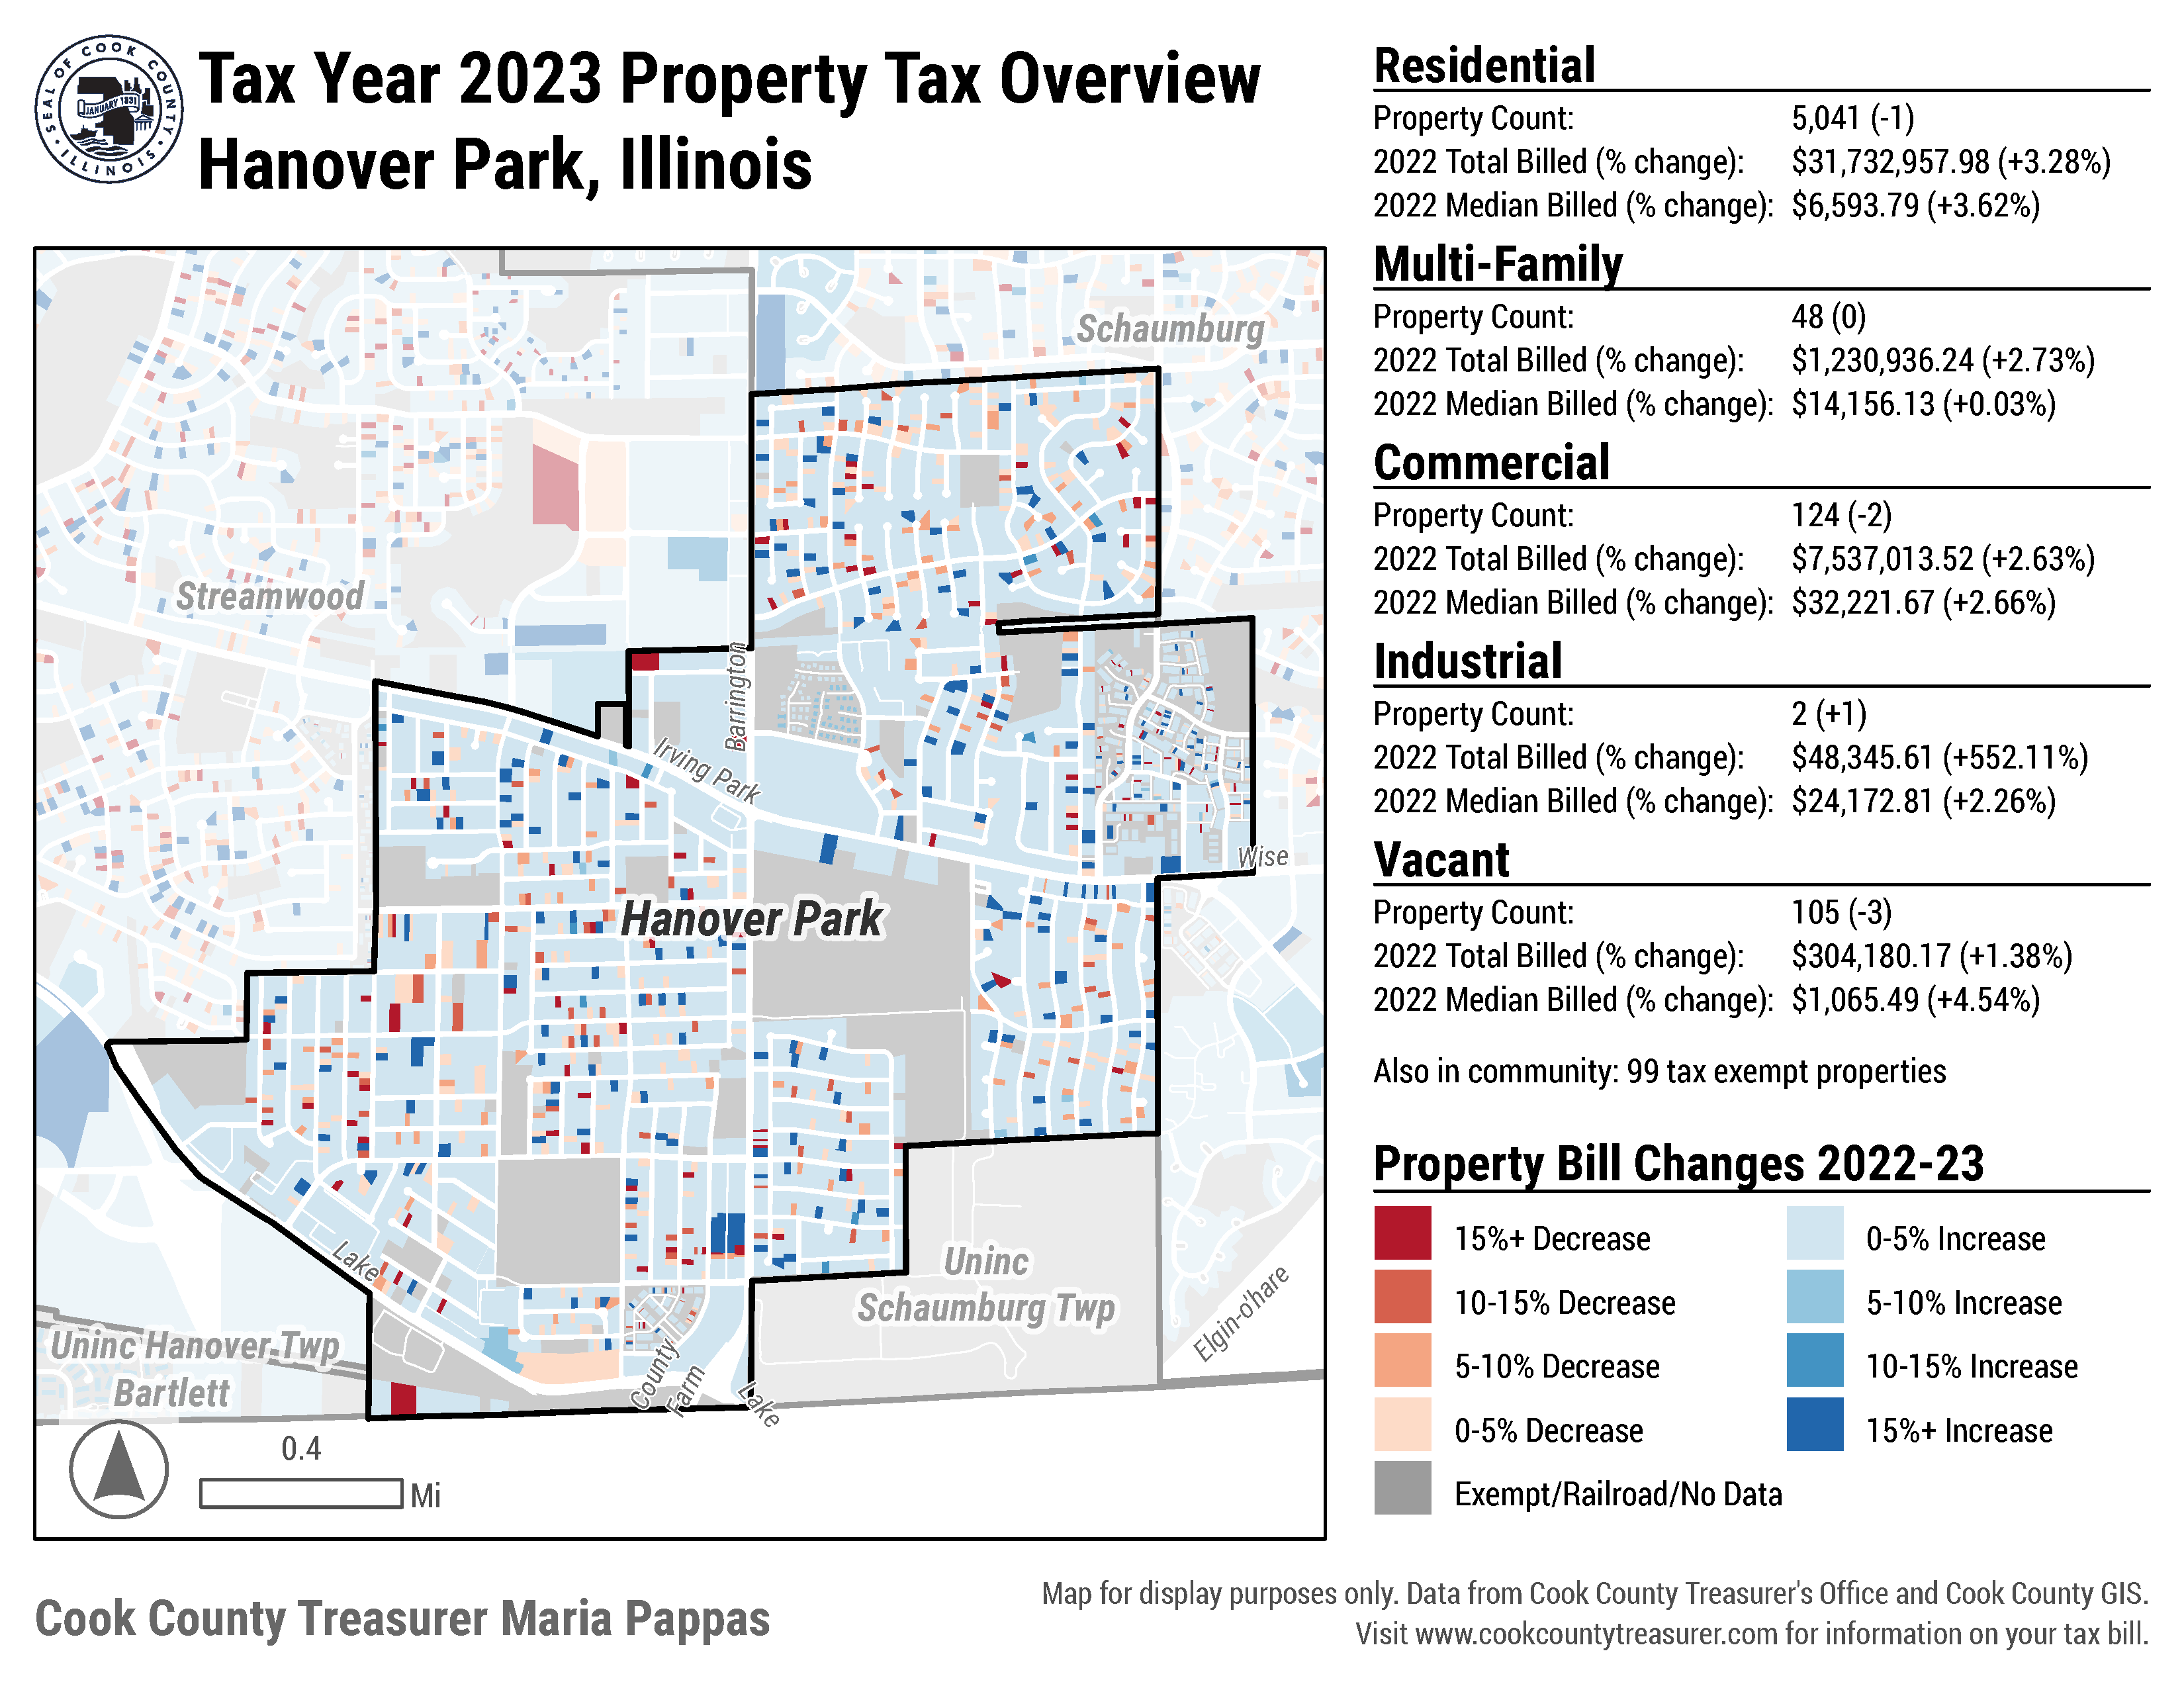 SEAL OF COOK COUNTY
JANUARY 1831
• ILLINOIS •
Tax Year 2023 Property Tax Overview
Hanover Park, Illinois
Schaumburg
Streamwood
Barrington
Irving Park
Wise
Hanover Park
Lake
Uninc
Schaumburg Twp
Elgin-o'hare
Uninc Hanover Twp
Bartlett
County
Farm
Lake
0.4
Mi
Residential
Property Count: 5,041 (-1)
2022 Total Billed (% change): $31,732,957.98 (+3.28%)
2022 Median Billed (% change): $6,593.79 (+3.62%)
Multi-Family
Property Count: 48 (0)
2022 Total Billed (% change): $1,230,936.24 (+2.73%)
2022 Median Billed (% change): $14,156.13 (+0.03%)
Commercial
Property Count: 124 (-2)
2022 Total Billed (% change): $7,537,013.52 (+2.63%)
2022 Median Billed (% change): $32,221.67 (+2.66%)
Industrial
Property Count: 2 (+1)
2022 Total Billed (% change): $48,345.61 (+552.11%)
2022 Median Billed (% change): $24,172.81 (+2.26%)
Vacant
Property Count: 105 (-3)
2022 Total Billed (% change): $304,180.17 (+1.38%)
2022 Median Billed (% change): $1,065.49 (+4.54%)
Also in community: 99 tax exempt properties
Property Bill Changes 2022-23
15%+ Decrease
10-15% Decrease
5-10% Decrease
0-5% Decrease
Exempt/Railroad/No Data
0-5% Increase
5-10% Increase
10-15% Increase
15%+ Increase
Cook County Treasurer Maria Pappas
Map for display purposes only. Data from Cook County Treasurer's Office and Cook County GIS.
Visit www.cookcountytreasurer.com for information on your tax bill.